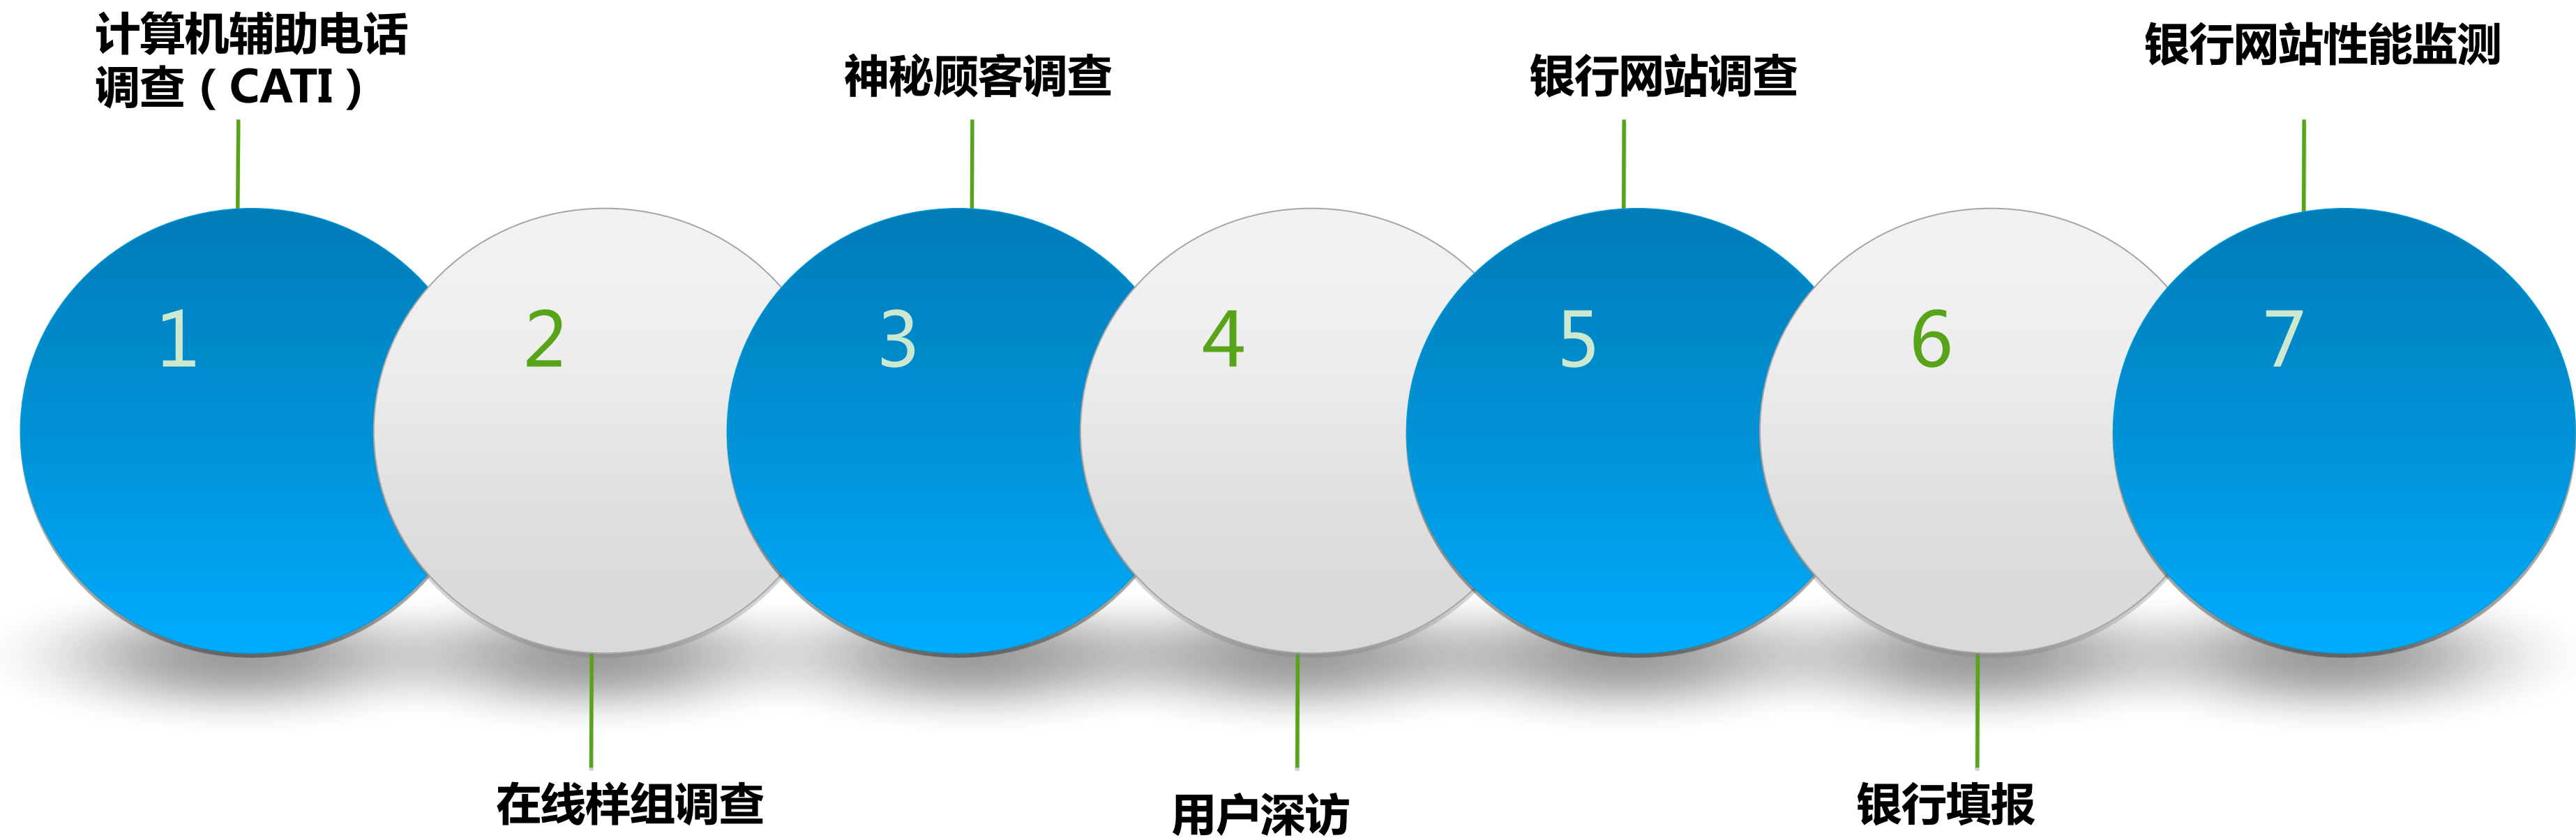 计算机辅助电话
调查（CATI）
神秘顾客调查
银行网站调查
银行网站性能监测
1
2
3
4
5
6
7
在线样组调查
用户深访
银行填报